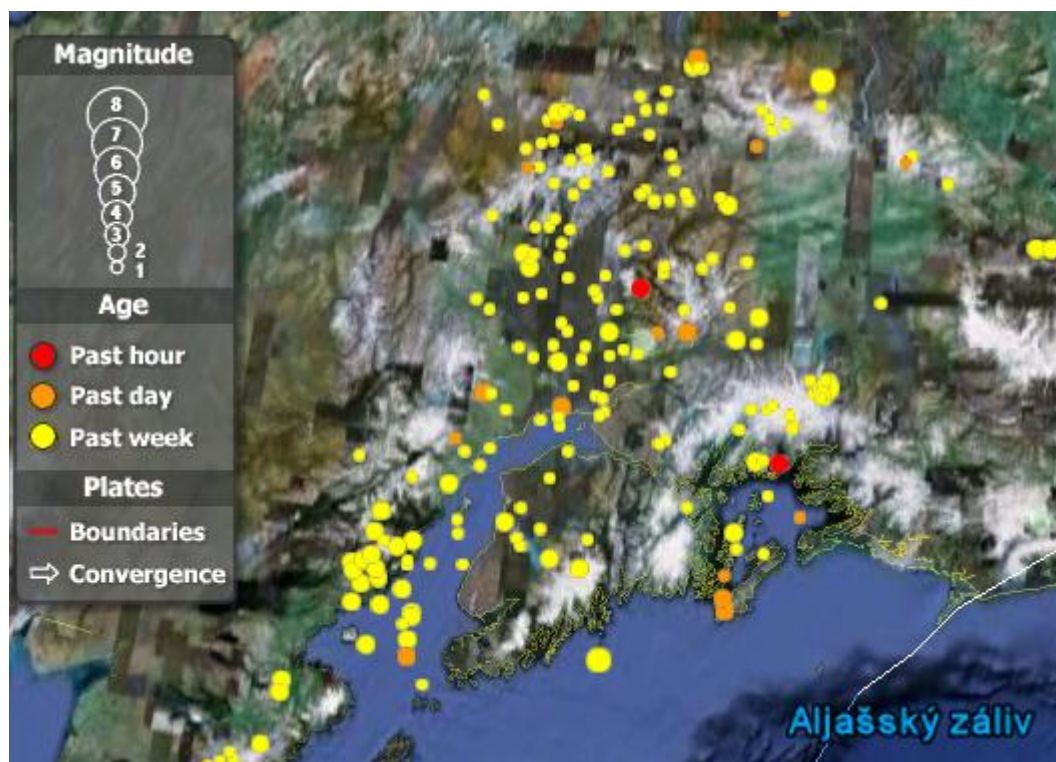 Magnitude
8
7
6
5
4
3
2
1
Age
Past hour
Past day
Past week
Plates
Boundaries
Convergence
Aljašský záliv